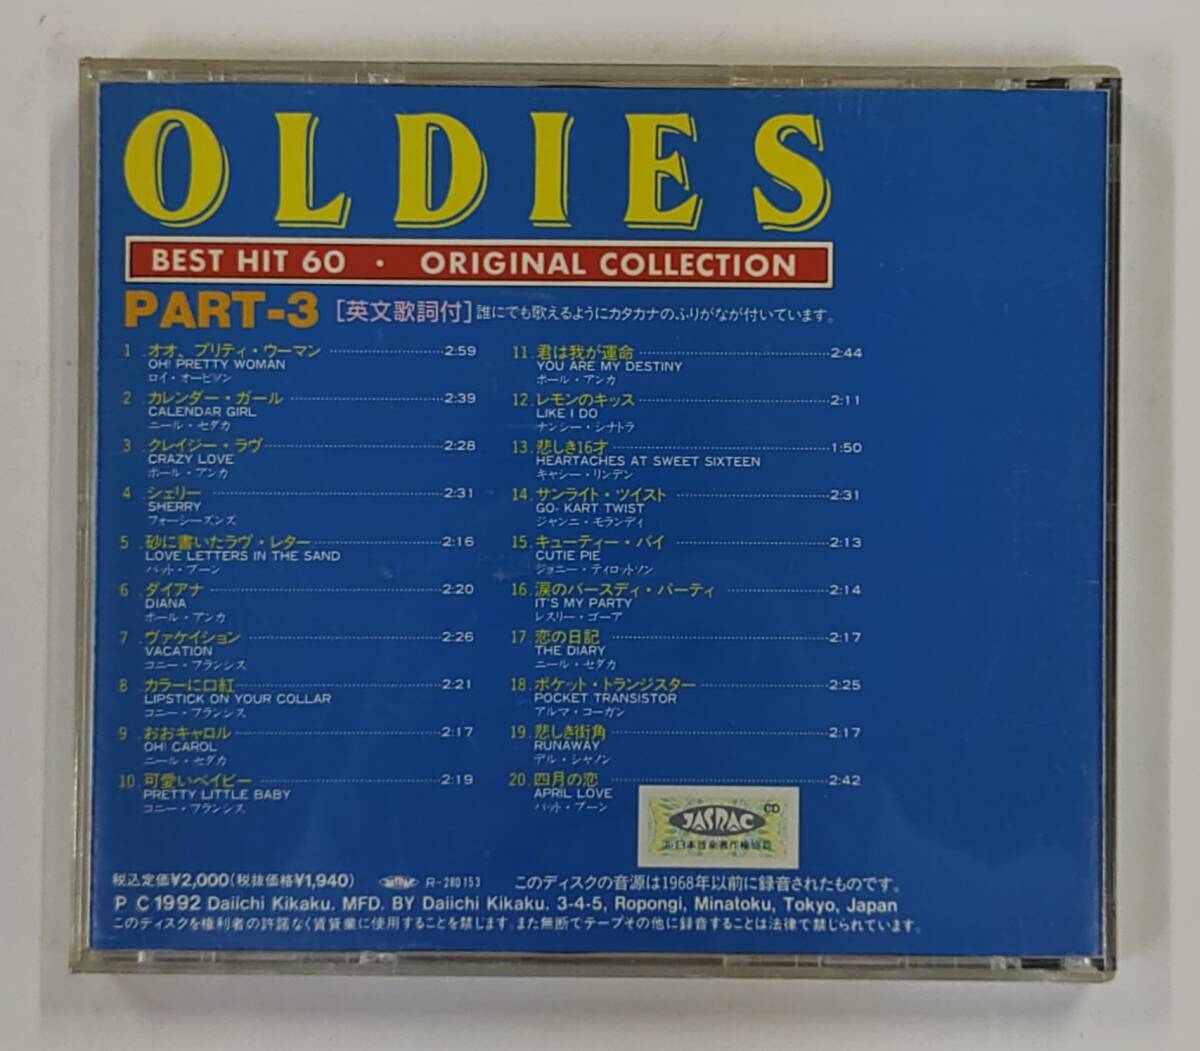 OLDIES
BEST HIT 60 · ORIGINAL COLLECTION
PART-3 [英文歌詞付] 誰にでも歌えるようにカタカナのふりがなが付いています。
1 オオ、プリティ・ウーマン 2:59
OH! PRETTY WOMAN
ロイ・オービソン
2 カレンダー・ガール 2:39
CALENDAR GIRL
ニール・セダカ
3 クレイジー・ラヴ 2:28
CRAZY LOVE
ポール・アンカ
4 シェリー 2:31
SHERRY
フォーシーズンズ
5 砂に書いたラヴ・レター 2:16
LOVE LETTERS IN THE SAND
パット・ブーン
6 ダイアナ 2:20
DIANA
ポール・アンカ
7 ヴァケイション 2:26
VACATION
コニー・フランシス
8 カラーに口紅 2:21
LIPSTICK ON YOUR COLLAR
コニー・フランシス
9 おおキャロル 2:17
OH! CAROL
ニール・セダカ
10. 可愛いベイビー 2:19
PRETTY LITTLE BABY
コニー・フランシス
11. 君は我が運命 2:44
YOU ARE MY DESTINY
ポール・アンカ
12. レモンのキッス 2:11
LIKE I DO
ナンシー・シナトラ
13. 悲しき16才 1:50
HEARTACHES AT SWEET SIXTEEN
キャシー・リンデン
14. サンライト・ツイスト 2:31
GO-KART TWIST
ジャンニ・モランディ
15. キューティー・パイ 2:13
CUTIE PIE
ジョニー・ティロットソン
16. 涙のバースディ・パーティ 2:14
IT'S MY PARTY
レスリー・ゴーア
17. 恋の日記 2:17
THE DIARY
ニール・セダカ
18. ポケット・トランジスター 2:25
POCKET TRANSISTOR
アルマ・コーガン
19. 悲しき街角 2:17
RUNAWAY
デル・シャノン
20. 四月の恋 2:42
APRIL LOVE
パット・ブーン
JASRAC CD
日本音楽著作権協会
税込定価¥2,000(税抜価格¥1,940) JASRAC R-280153 このディスクの音源は1968年以前に録音されたものです。
P C 1992 Daiichi Kikaku. MFD. BY Daiichi Kikaku. 3-4-5, Ropongi, Minatoku, Tokyo, Japan
このディスクを権利者の許諾なく賃貸業に使用することを禁じます。また無断でテープその他に録音することは法律で禁じられています。